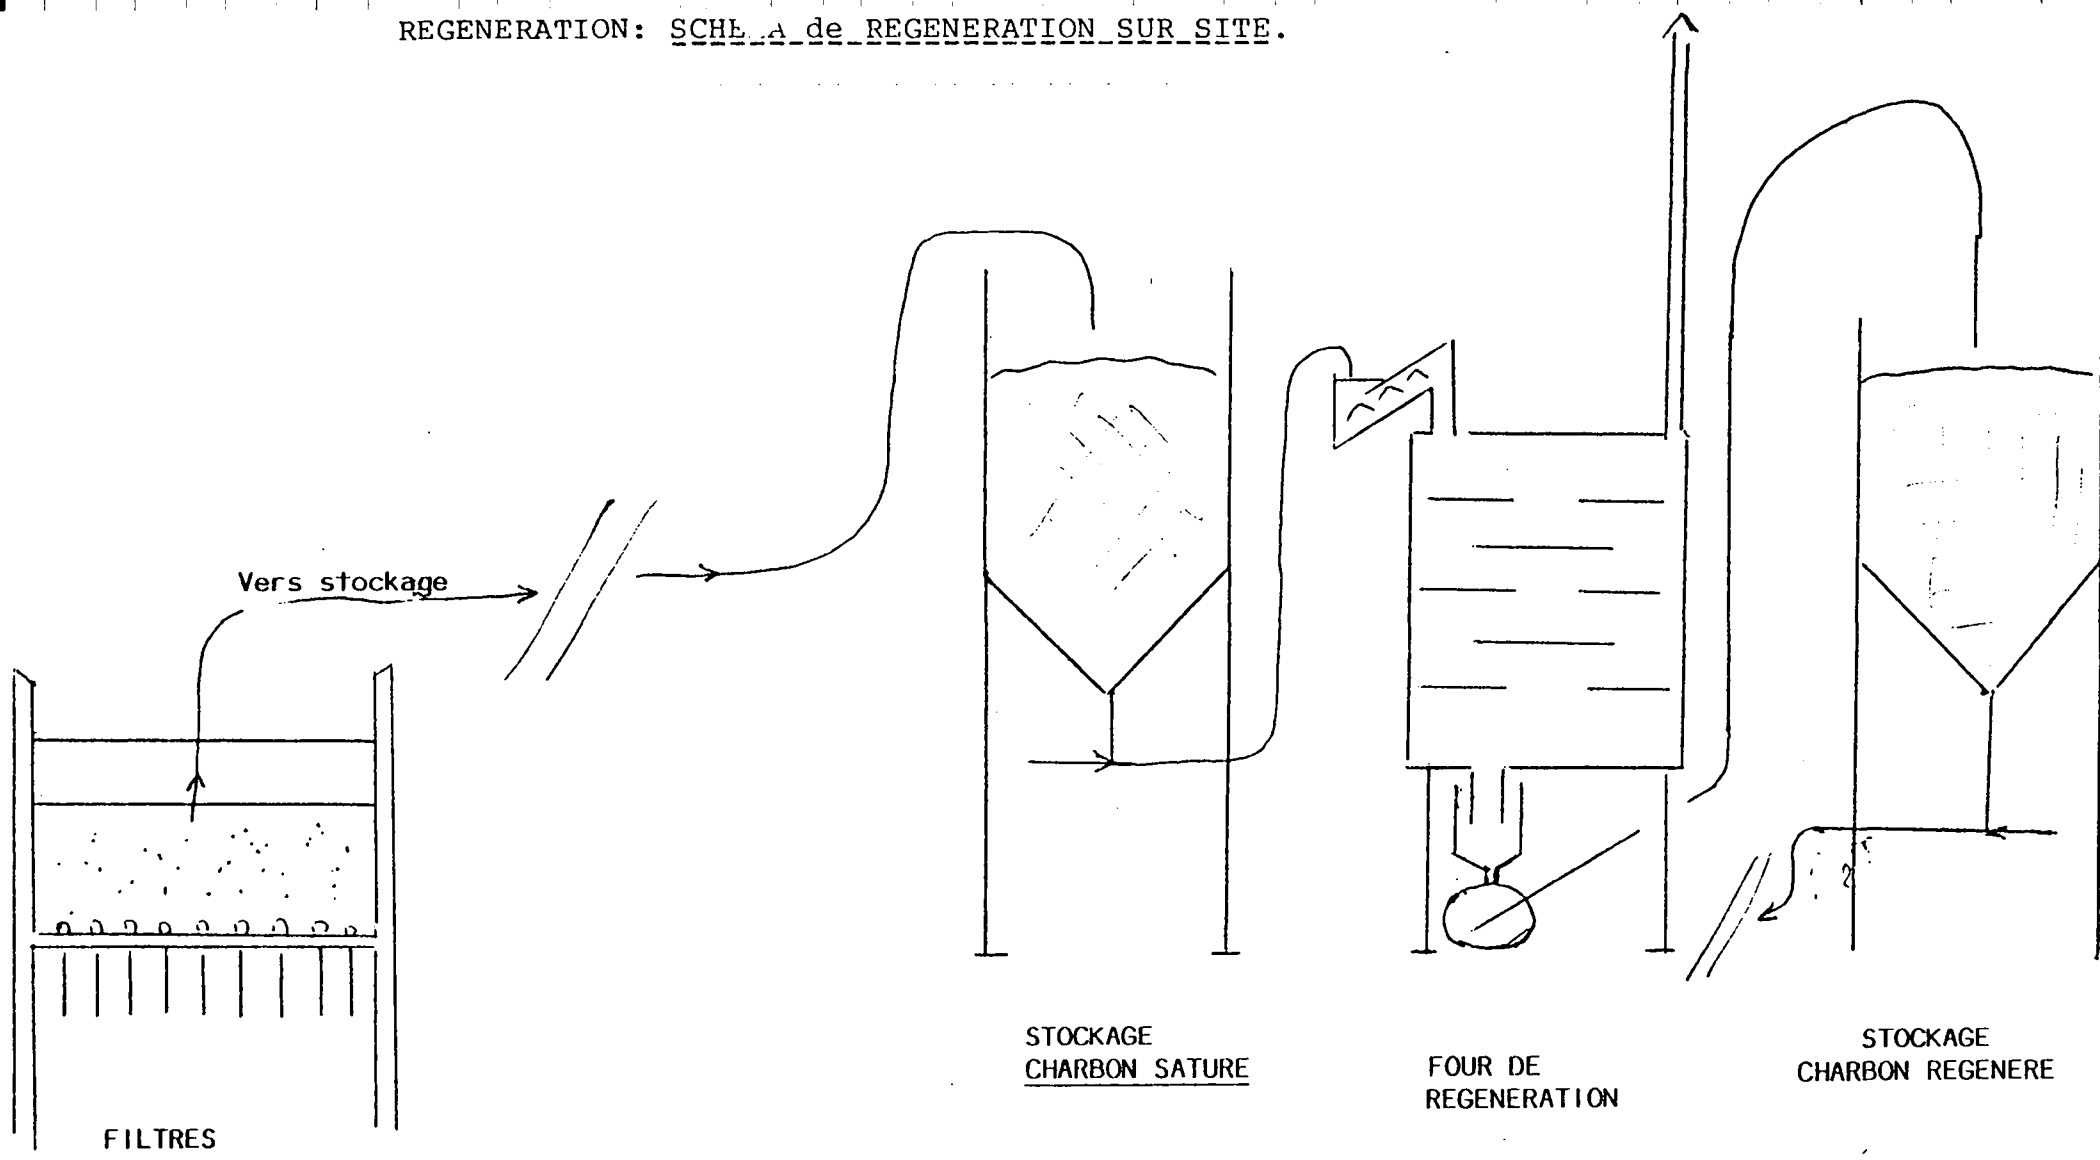 REGENERATION: de REGENERATION SUR SITE.
Vers stockage
STOCKAGE
CHARBON SATURE
FOUR DE
REGENERATION
STOCKAGE
CHARBON REGENERE
FILTRES